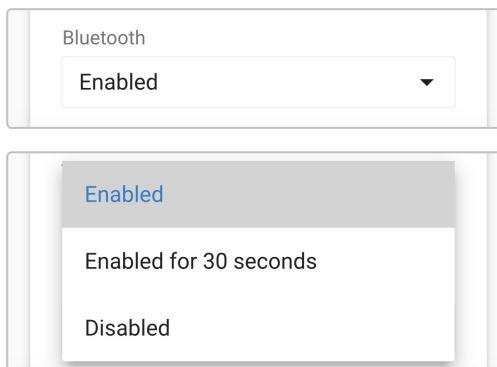 Bluetooth
Enabled
Enabled
Enabled for 30 seconds
Disabled